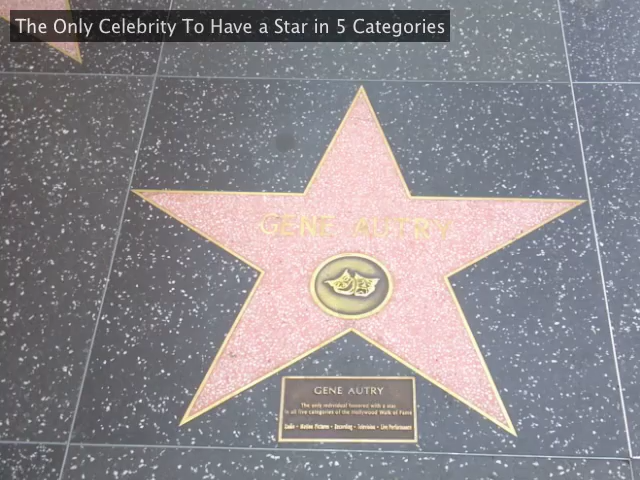 The Only Celebrity To Have a Star in 5 Categories
GENE AUTRY
GENE AUTRY
The only individual honored with a star
in all five categories of the Hollywood Walk of Fame
Radio • Motion Pictures • Recording • Television • Live Performance